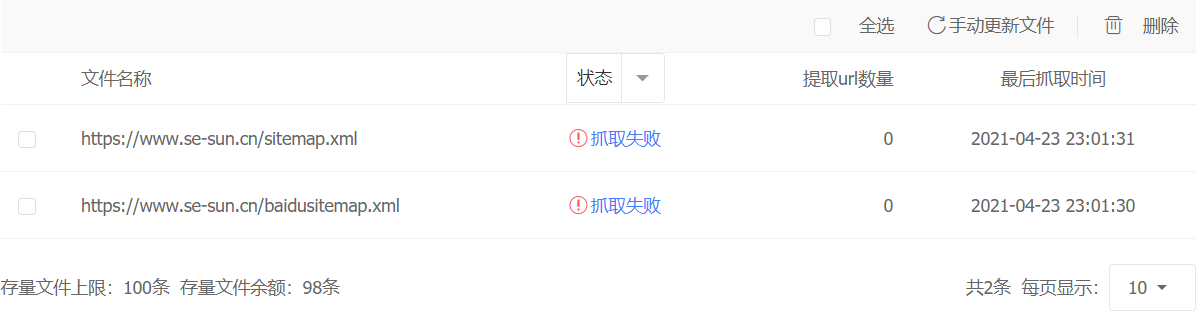 全选 手动更新文件 删除
文件名称 状态 提取url数量 最后抓取时间
https://www.se-sun.cn/sitemap.xml 抓取失败 0 2021-04-23 23:01:31
https://www.se-sun.cn/baidusitemap.xml 抓取失败 0 2021-04-23 23:01:30
存量文件上限：100条 存量文件余额：98条 共2条 每页显示： 10